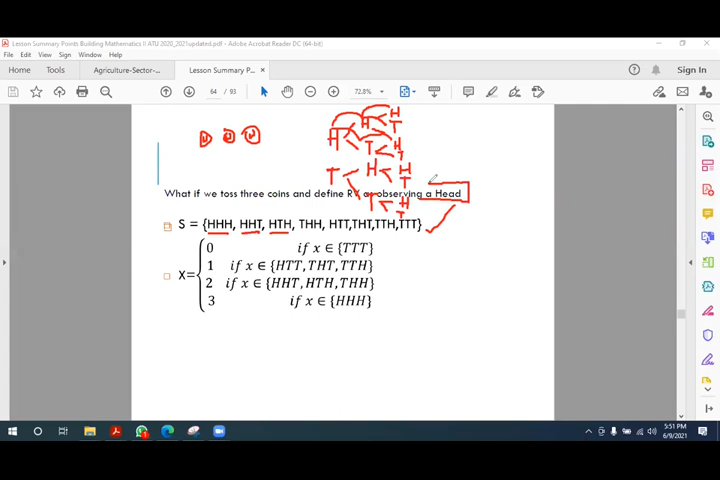 Lesson Summary Points Building Mathematics II ATU 2020_2021updated.pdf - Adobe Acrobat Reader DC (64-bit)
File Edit View Sign Window Help
Home Tools Agriculture-Sector-... Lesson Summary P... × Sign In
64 / 93 72.8%
H
H T
H T H
T
T H H
T
T H
T
What if we toss three coins and define RV as observing a Head
S = {HHH, HHT, HTH, THH, HTT,THT,TTH,TTT}
0 if x ∈ {TTT}
1 if x ∈ {HTT, THT, TTH}
X=
2 if x ∈ {HHT, HTH, THH}
3 if x ∈ {HHH}
5:51 PM
6/9/2021